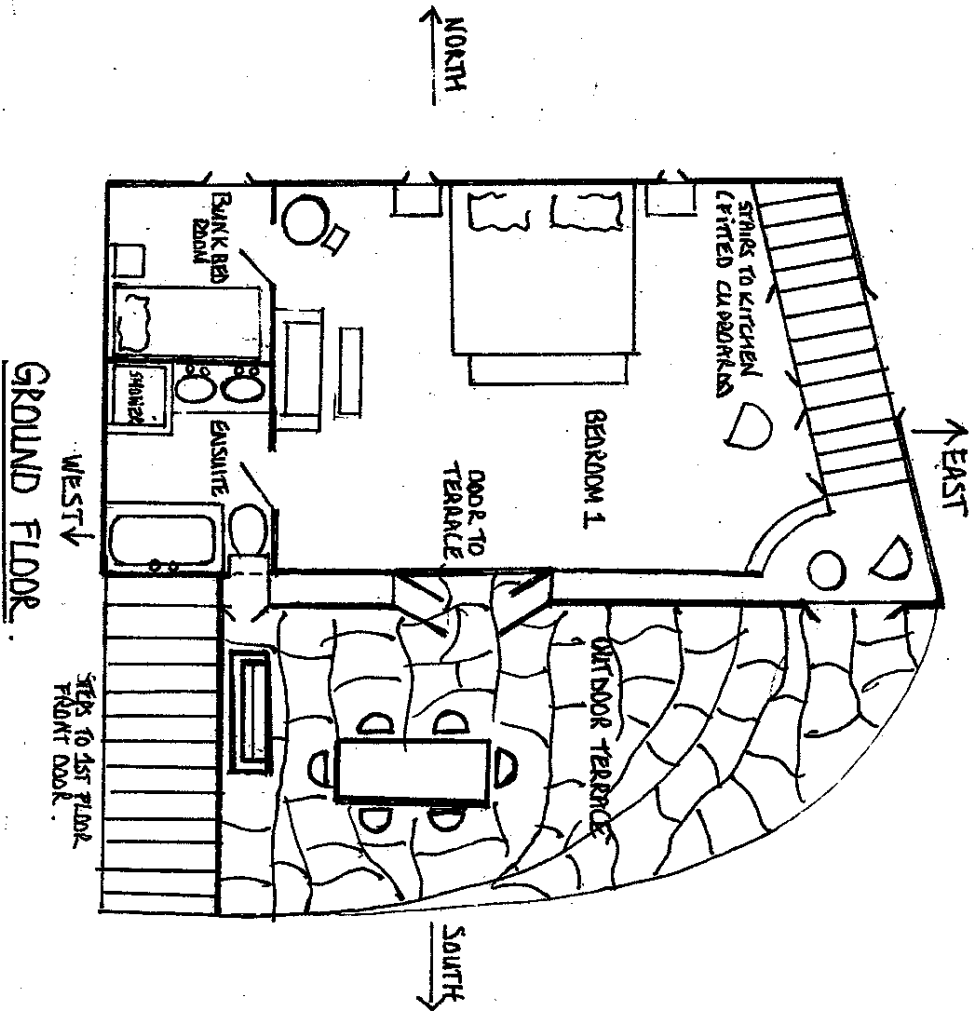 NORTH
EAST
STAIRS TO KITCHEN
(FITTED CUPBOARD)
BUNK BED
ROOM
SHOWER
ENSUITE
BEDROOM 1
DOOR TO
TERRACE
OUTDOOR TERRACE
WEST
STEPS TO 1ST FLOOR
FRONT DOOR.
SOUTH
GROUND FLOOR.